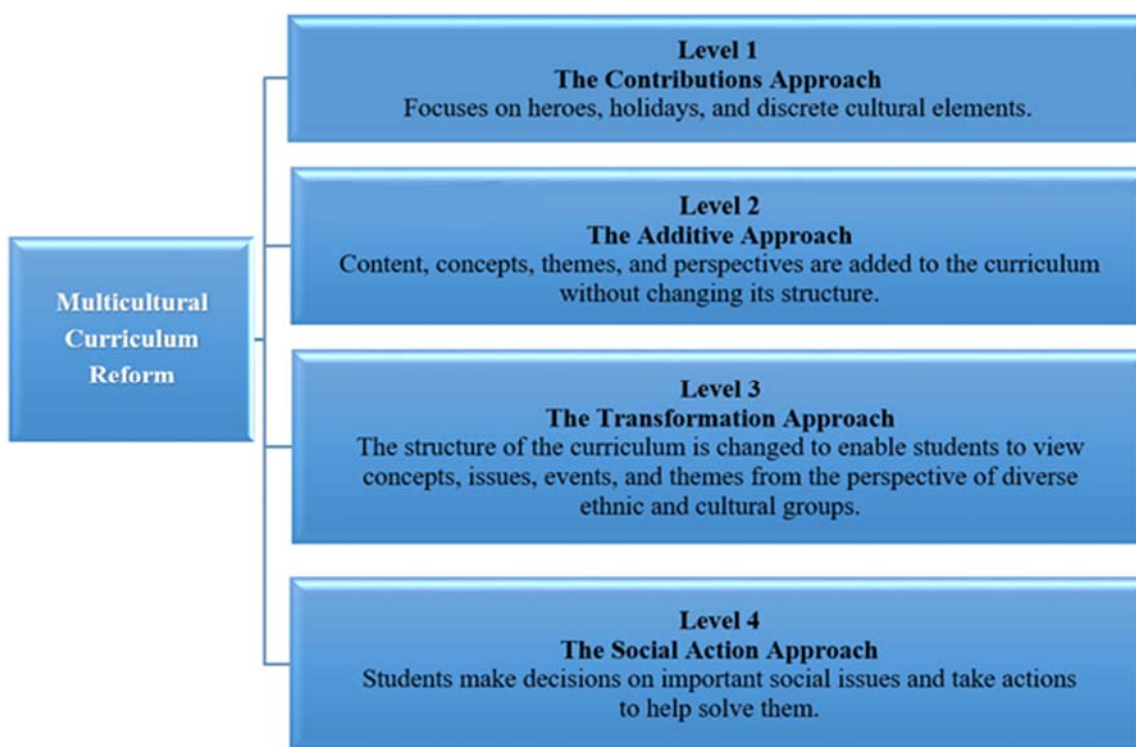 Multicultural
Curriculum
Reform
Level 1
The Contributions Approach
Focuses on heroes, holidays, and discrete cultural elements.
Level 2
The Additive Approach
Content, concepts, themes, and perspectives are added to the curriculum
without changing its structure.
Level 3
The Transformation Approach
The structure of the curriculum is changed to enable students to view
concepts, issues, events, and themes from the perspective of diverse
ethnic and cultural groups.
Level 4
The Social Action Approach
Students make decisions on important social issues and take actions
to help solve them.